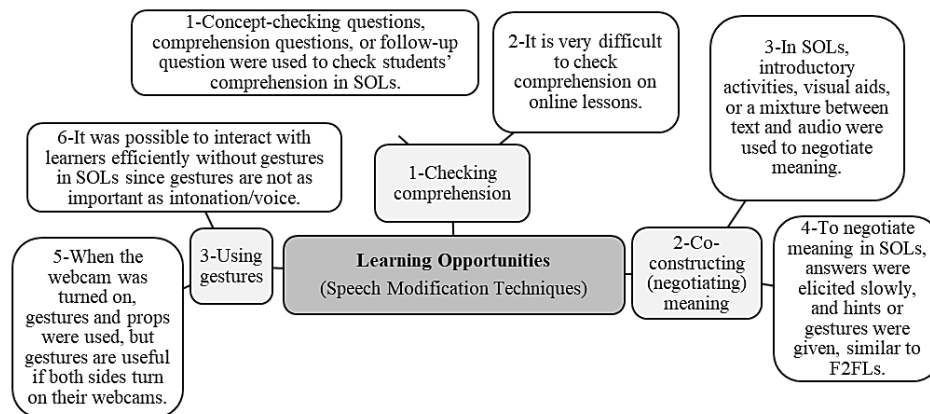 1-Concept-checking questions,
comprehension questions, or follow-up
question were used to check students’
comprehension in SOLs.
2-It is very difficult
to check
comprehension on
online lessons.
3-In SOLs,
introductory
activities, visual aids,
or a mixture between
text and audio were
used to negotiate
meaning.
6-It was possible to interact with
learners efficiently without gestures
in SOLs since gestures are not as
important as intonation/voice.
1-Checking
comprehension
5-When the
webcam was
turned on,
gestures and props
were used, but
gestures are useful
if both sides turn
on their webcams.
3-Using
gestures
Learning Opportunities
(Speech Modification Techniques)
2-Co-
constructing
(negotiating)
meaning
4-To negotiate
meaning in SOLs,
answers were
elicited slowly,
and hints or
gestures were
given, similar to
F2FLs.